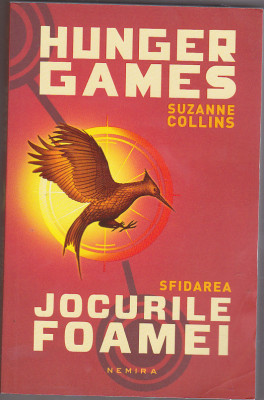 HUNGER
GAMES
SUZANNE
COLLINS
SFIDAREA
JOCURILE
FOAMEI
NEMIRA